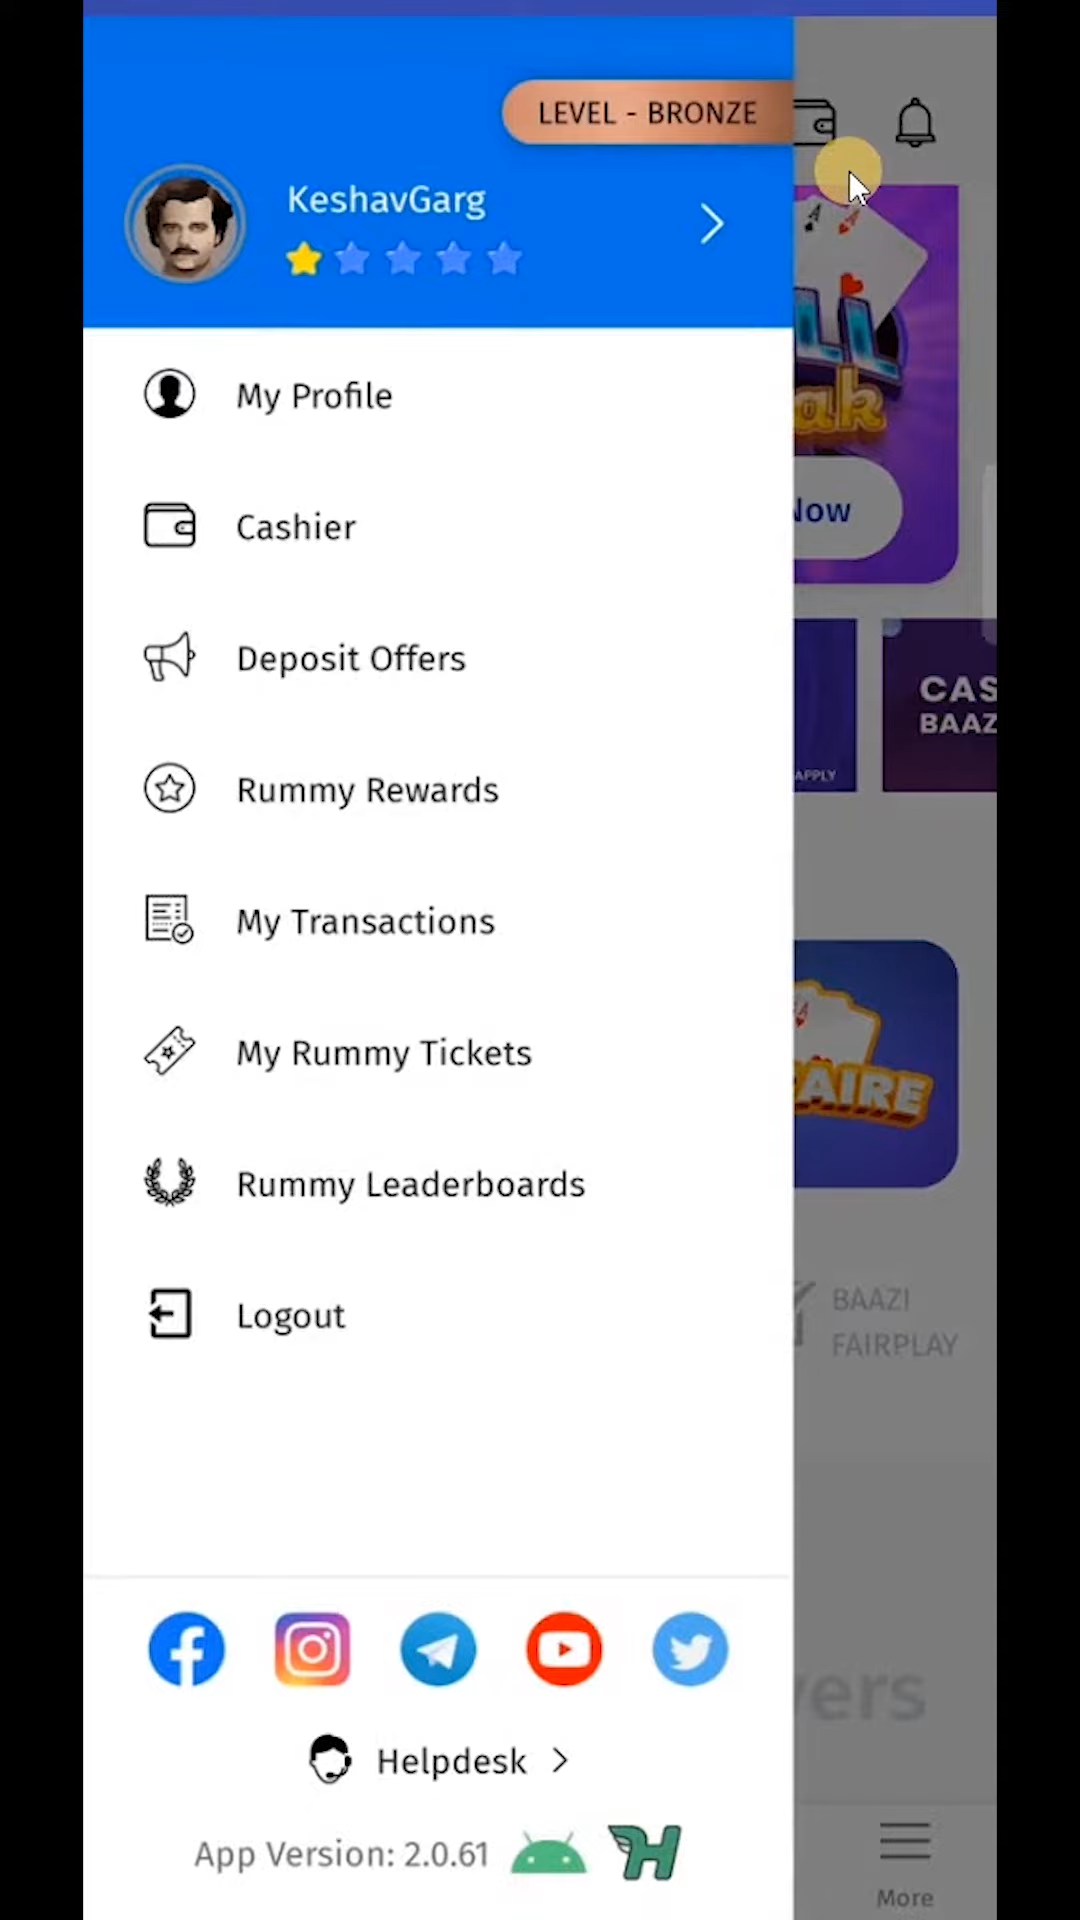 LEVEL - BRONZE
KeshavGarg
My Profile
Cashier
Deposit Offers
Rummy Rewards
My Transactions
My Rummy Tickets
Rummy Leaderboards
Logout
Helpdesk
App Version: 2.0.61
Now
APPLY
CAS
BAAZ
AIRE
BAAZI
FAIRPLAY
More